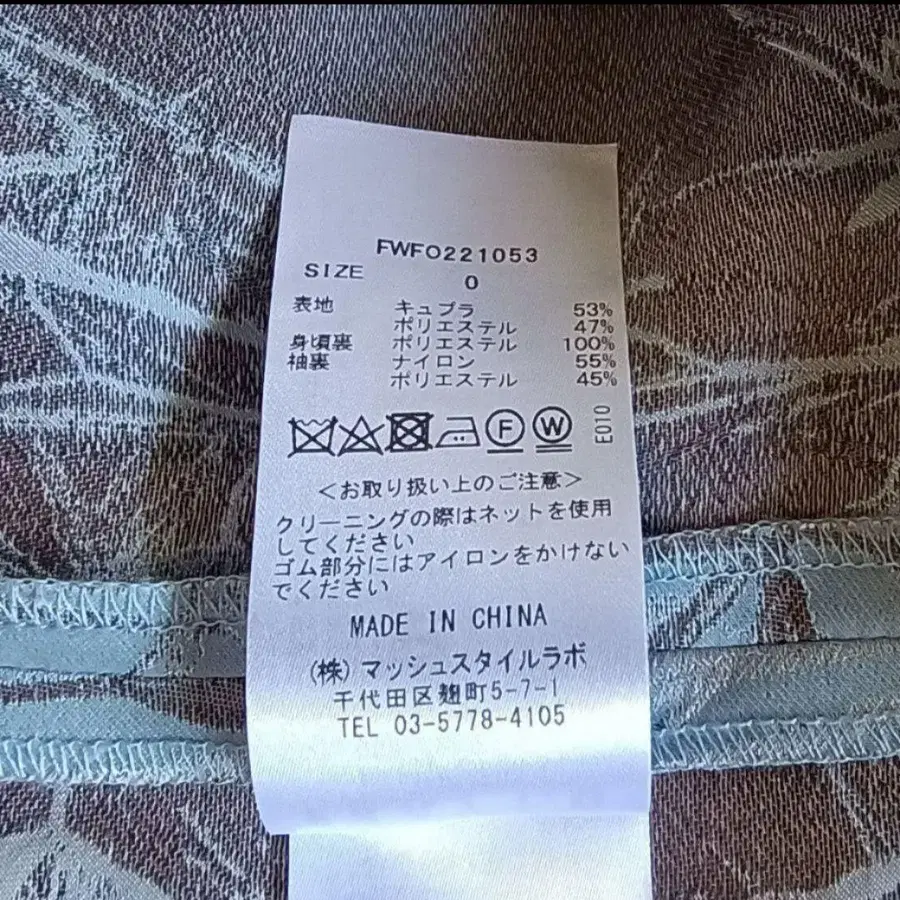 FWFO221053
SIZE 0
表地 キュプラ 53%
ポリエステル 47%
身頃裏 ポリエステル 100%
袖裏 ナイロン 55%
ポリエステル 45%
F W E010
＜お取り扱い上のご注意＞
クリーニングの際はネットを使用
してください
ゴム部分にはアイロンをかけない
でください
MADE IN CHINA
(株)マッシュスタイルラボ
千代田区麹町5-7-1
TEL 03-5778-4105